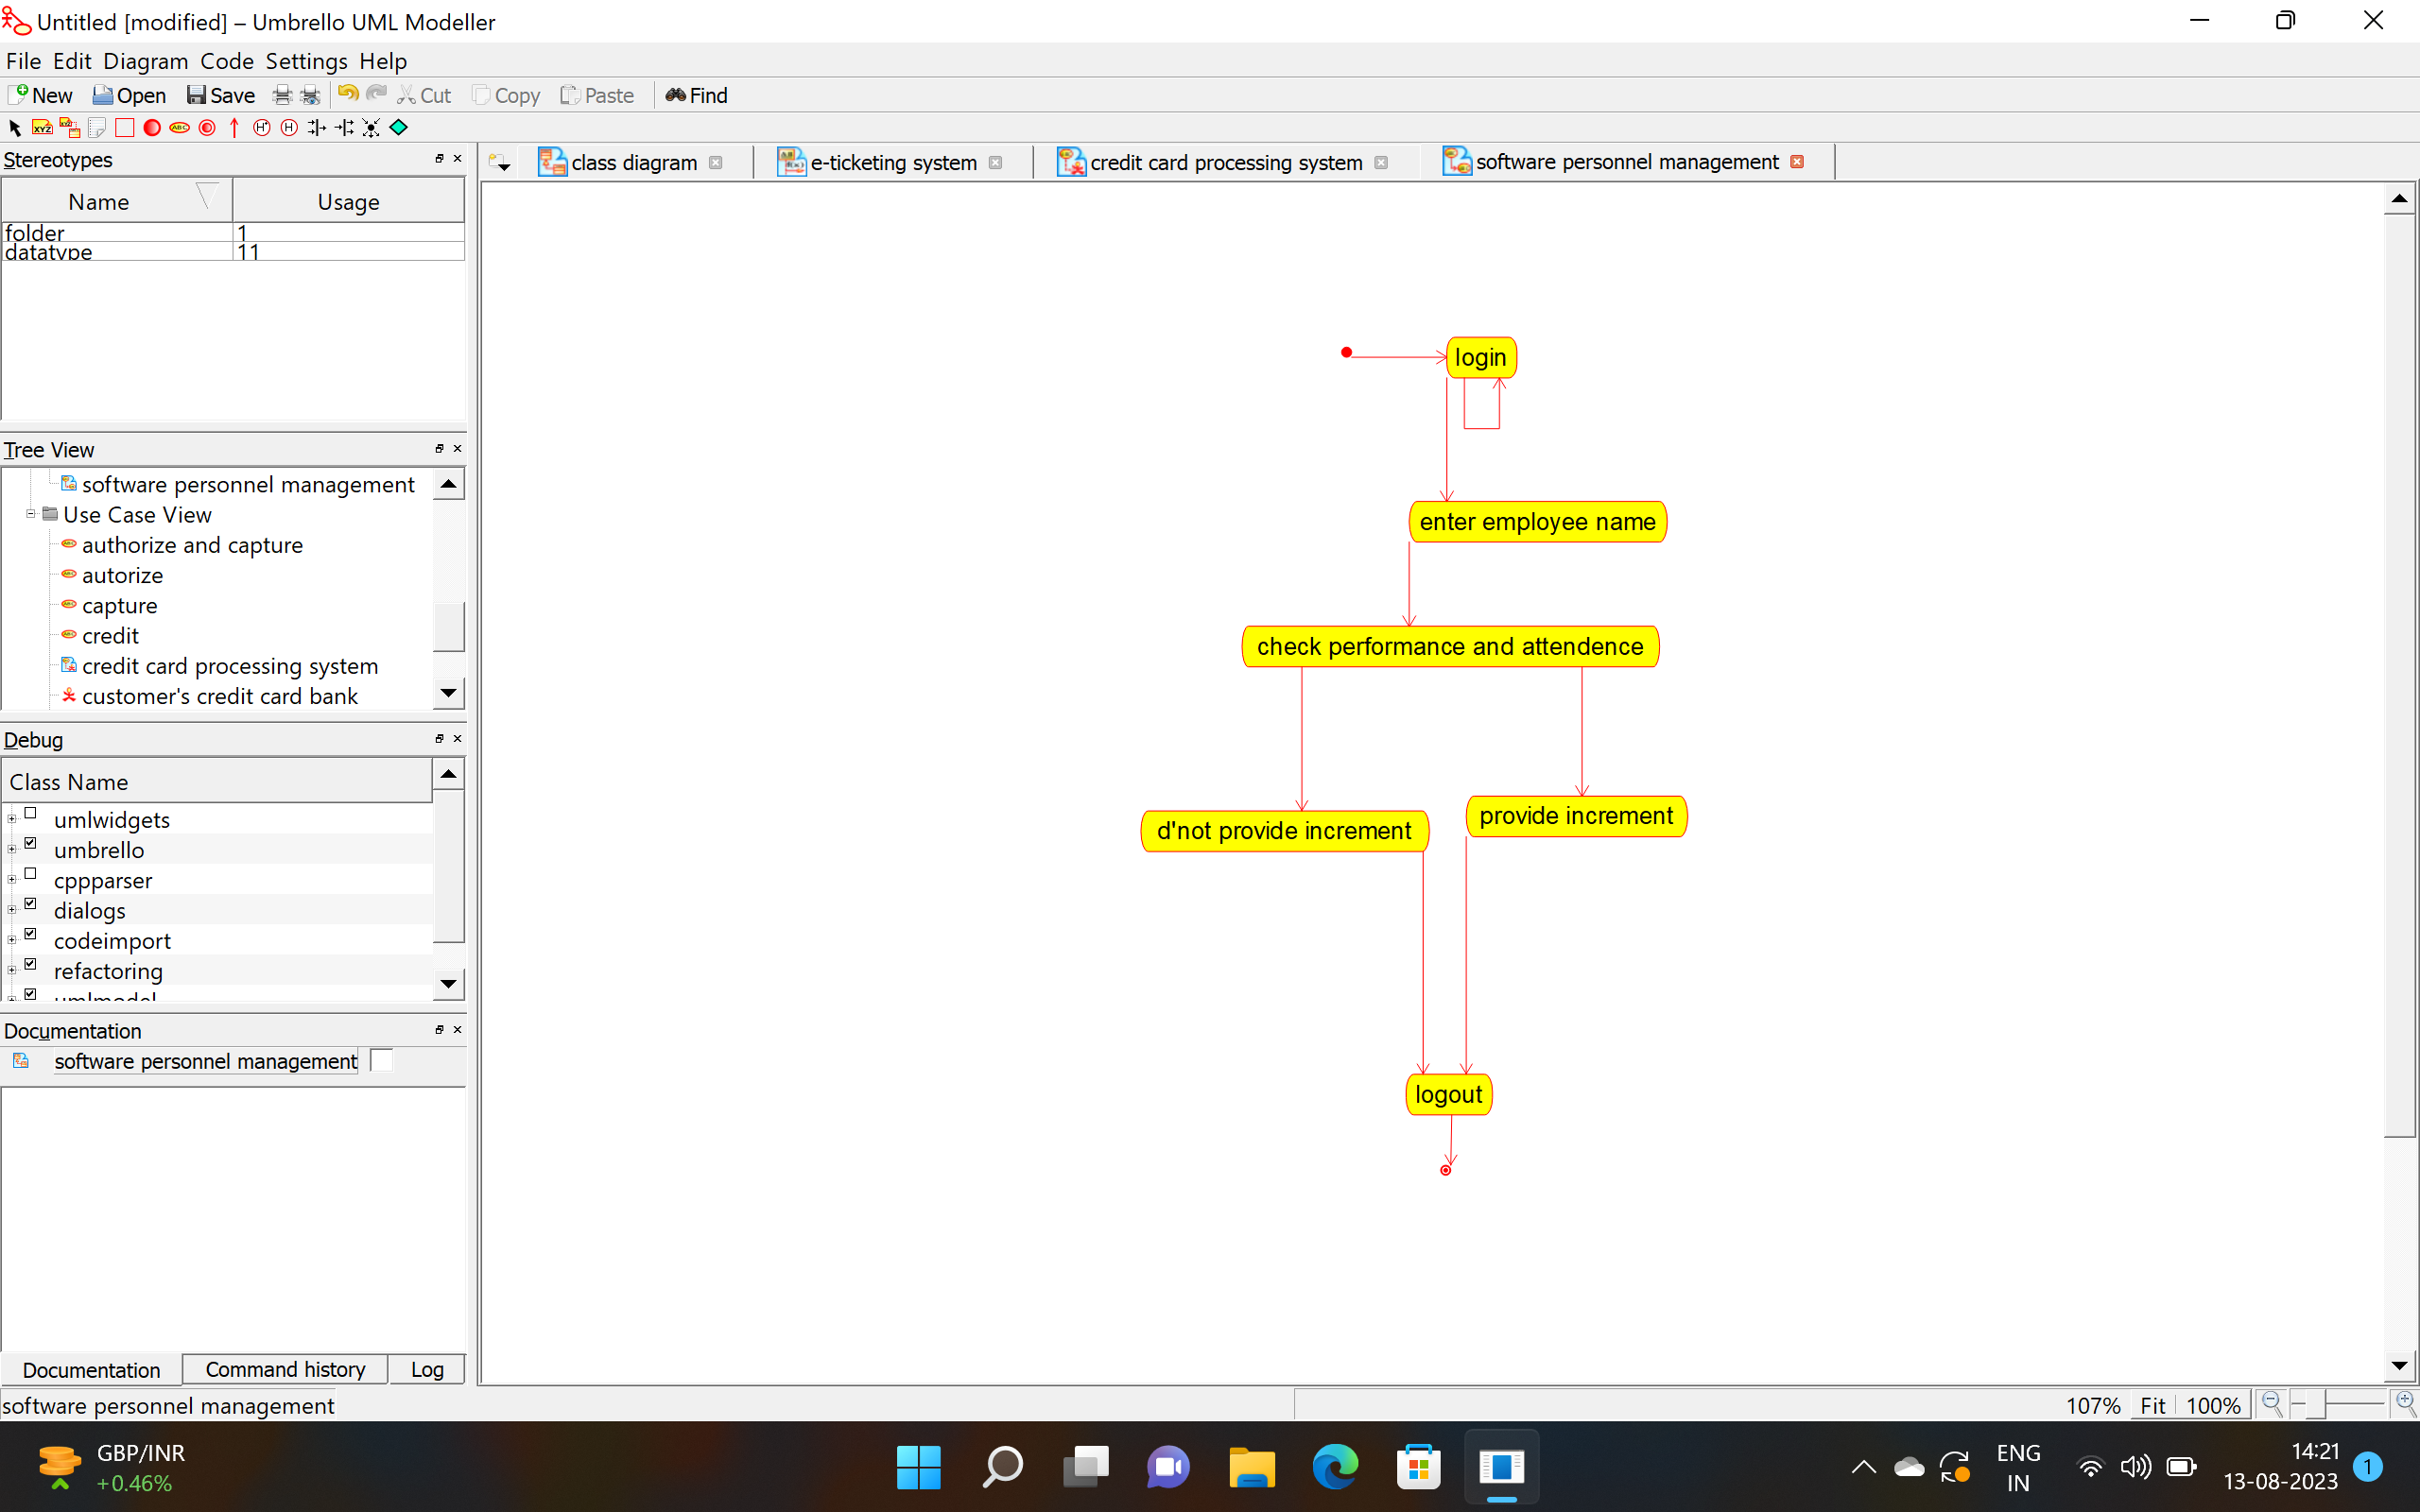 Untitled [modified] – Umbrello UML Modeller
File Edit Diagram Code Settings Help
New Open Save Cut Copy Paste Find
Stereotypes
Name Usage
folder 1
datatype 11
Tree View
software personnel management
Use Case View
authorize and capture
autorize
capture
credit
credit card processing system
customer's credit card bank
Debug
Class Name
umlwidgets
umbrello
cppparser
dialogs
codeimport
refactoring
umlmodel
Documentation
software personnel management
Documentation Command history Log
class diagram e-ticketing system credit card processing system software personnel management
login
enter employee name
check performance and attendence
d'not provide increment
provide increment
logout
software personnel management
107% Fit 100%
GBP/INR
+0.46%
ENG
IN
14:21
13-08-2023
1